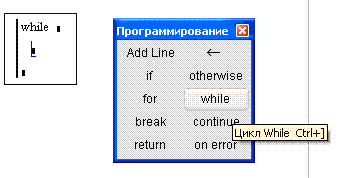 while
Программирование
Add Line ←
if otherwise
for while
break continue
Цикл While Ctrl+]
return on error